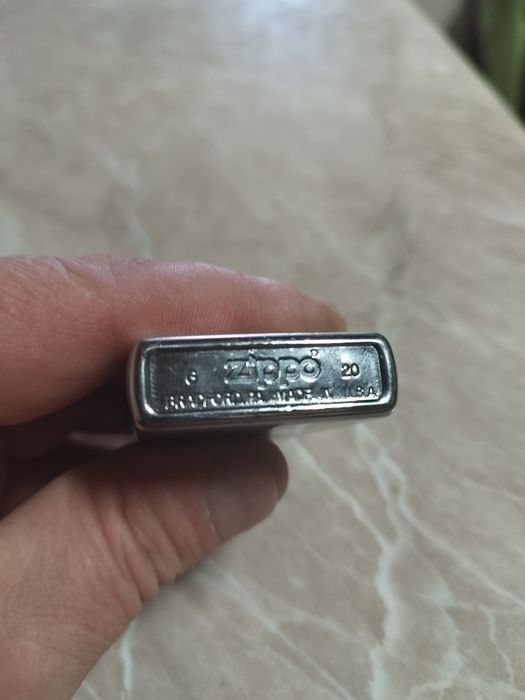 G zippo 20
BRADFORD, PA. MADE IN U.S.A